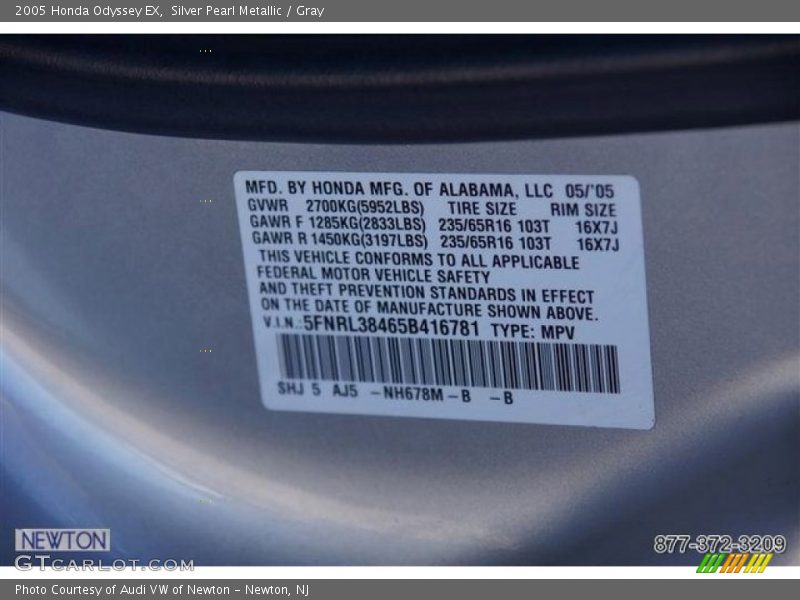 2005 Honda Odyssey EX, Silver Pearl Metallic / Gray
MFD. BY HONDA MFG. OF ALABAMA, LLC 05/'05
GVWR 2700KG(5952LBS) TIRE SIZE RIM SIZE
GAWR F 1285KG(2833LBS) 235/65R16 103T 16X7J
GAWR R 1450KG(3197LBS) 235/65R16 103T 16X7J
THIS VEHICLE CONFORMS TO ALL APPLICABLE
FEDERAL MOTOR VEHICLE SAFETY
AND THEFT PREVENTION STANDARDS IN EFFECT
ON THE DATE OF MANUFACTURE SHOWN ABOVE.
V.I.N.:5FNRL38465B416781 TYPE: MPV
SHJ 5 AJ5 -NH678M-B -B
NEWTON
GTCARLOT.COM
877-372-3209
Photo Courtesy of Audi VW of Newton - Newton, NJ